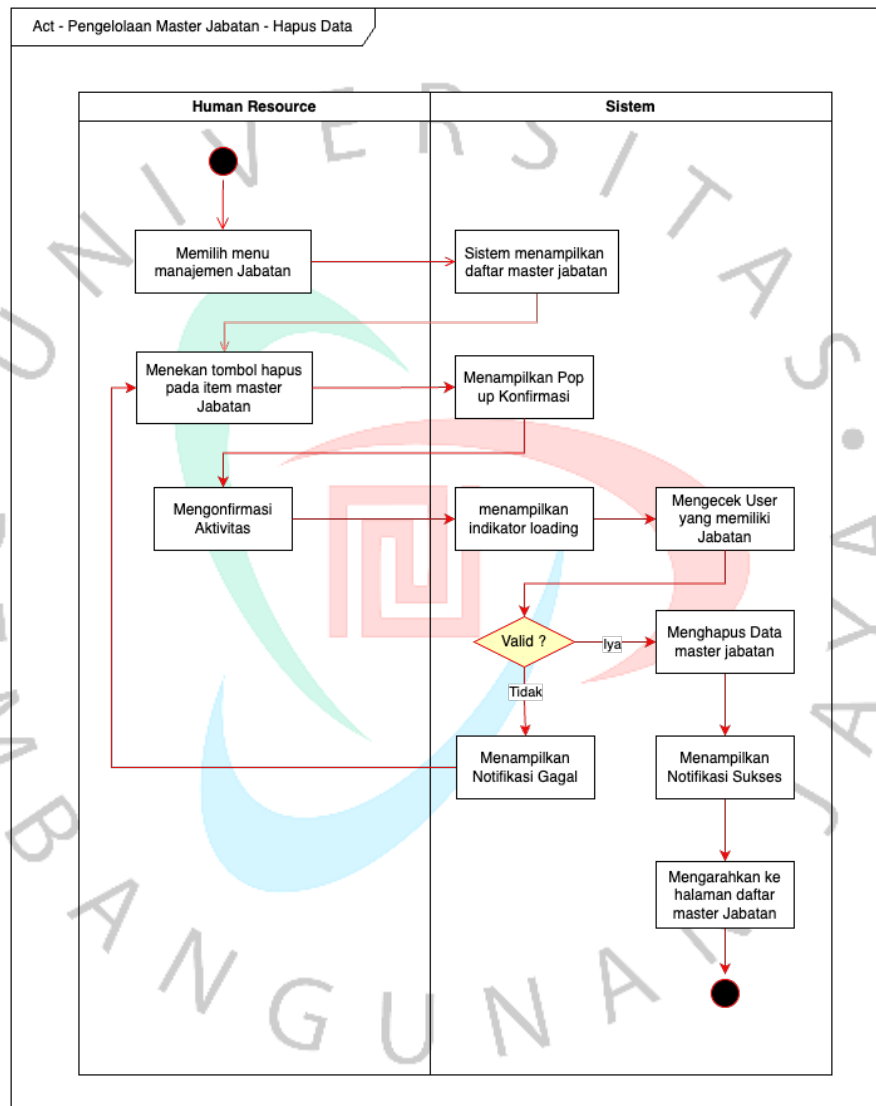 Act - Pengelolaan Master Jabatan - Hapus Data
Human Resource
Sistem
Memilih menu
manajemen Jabatan
Sistem menampilkan
daftar master jabatan
Menekan tombol hapus
pada item master
Jabatan
Menampilkan Pop
up Konfirmasi
Mengonfirmasi
Aktivitas
menampilkan
indikator loading
Mengecek User
yang memiliki
Jabatan
Valid ?
Iya
Menghapus Data
master jabatan
Tidak
Menampilkan
Notifikasi Gagal
Menampilkan
Notifikasi Sukses
Mengarahkan ke
halaman daftar
master Jabatan
UNIVERSITAS